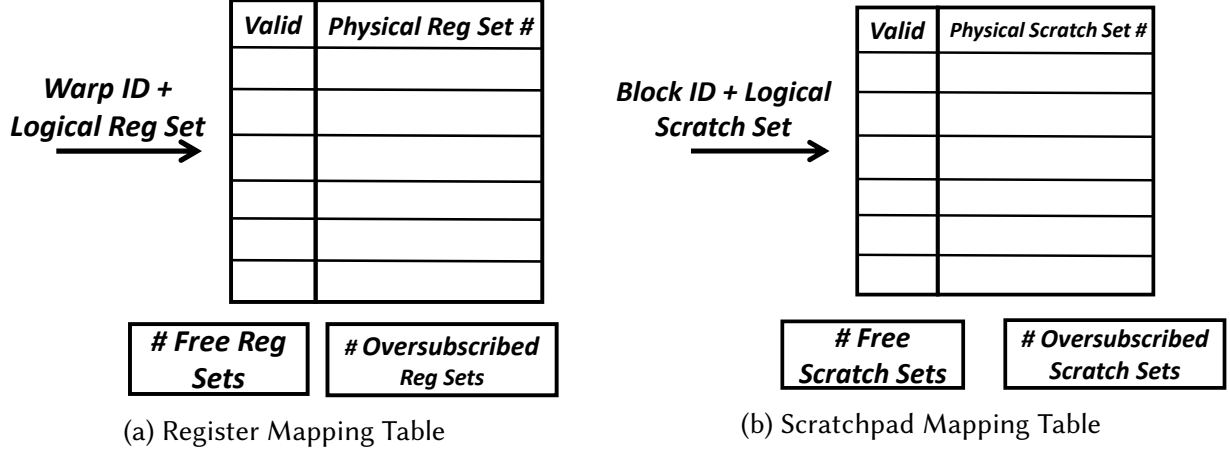 Valid Physical Reg Set #
Warp ID +
Logical Reg Set
# Free Reg
Sets
# Oversubscribed
Reg Sets
(a) Register Mapping Table
Valid Physical Scratch Set #
Block ID + Logical
Scratch Set
# Free
Scratch Sets
# Oversubscribed
Scratch Sets
(b) Scratchpad Mapping Table